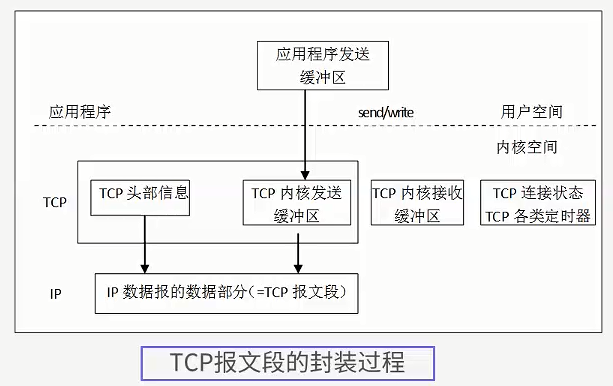 应用程序发送
缓冲区
应用程序
send/write
用户空间
内核空间
TCP
TCP 头部信息
TCP 内核发送
缓冲区
TCP 内核接收
缓冲区
TCP 连接状态
TCP 各类定时器
IP
IP 数据报的数据部分(=TCP 报文段)
TCP报文段的封装过程